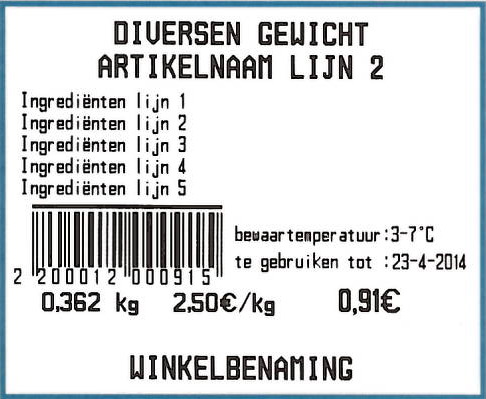 DIVERSEN GEWICHT
ARTIKELNAAM LIJN 2
Ingrediënten lijn 1
Ingrediënten lijn 2
Ingrediënten lijn 3
Ingrediënten lijn 4
Ingrediënten lijn 5
bewaartemperatuur:3-7°C
te gebruiken tot :23-4-2014
2 200012 000915
0,362 kg 2,50€/kg 0,91€
WINKELBENAMING